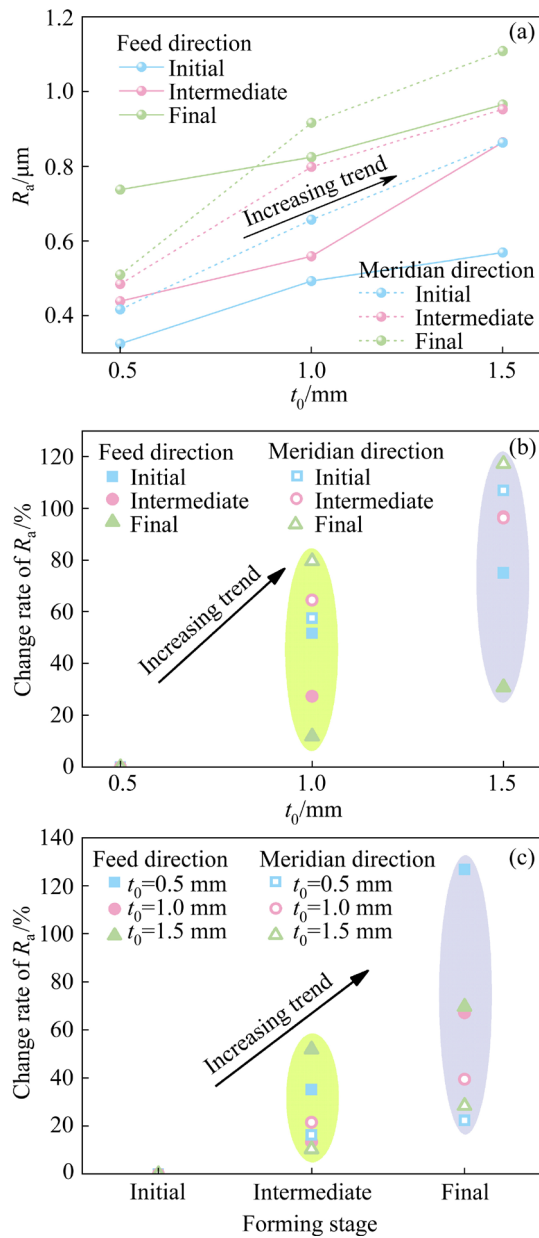 (a)
1.2
1.0
0.8
0.6
0.4
Rₐ/μm
Feed direction
Initial
Intermediate
Final
Increasing trend
Meridian direction
Initial
Intermediate
Final
0.5 1.0 1.5
t₀/mm
(b)
120
100
80
60
40
20
0
Change rate of Rₐ/%
Feed direction
Initial
Intermediate
Final
Meridian direction
Initial
Intermediate
Final
Increasing trend
0.5 1.0 1.5
t₀/mm
(c)
140
120
100
80
60
40
20
0
Change rate of Rₐ/%
Feed direction
t₀=0.5 mm
t₀=1.0 mm
t₀=1.5 mm
Meridian direction
t₀=0.5 mm
t₀=1.0 mm
t₀=1.5 mm
Increasing trend
Initial Intermediate Final
Forming stage